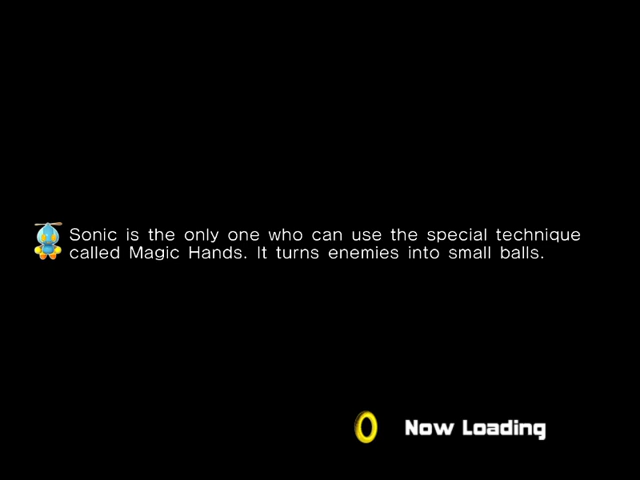 Sonic is the only one who can use the special technique
called Magic Hands. It turns enemies into small balls.
Now Loading